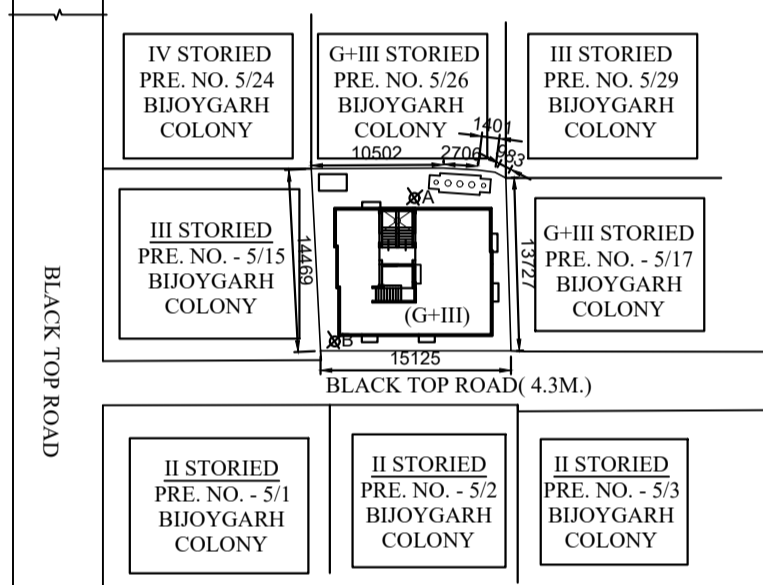 IV STORIED
PRE. NO. 5/24
BIJOYGARH
COLONY
G+III STORIED
PRE. NO. 5/26
BIJOYGARH
COLONY
III STORIED
PRE. NO. 5/29
BIJOYGARH
COLONY
1401
983
10502
2706
A
III STORIED
PRE. NO. - 5/15
BIJOYGARH
COLONY
14469
(G+III)
13727
G+III STORIED
PRE. NO. - 5/17
BIJOYGARH
COLONY
B
15125
BLACK TOP ROAD( 4.3M.)
BLACK TOP ROAD
II STORIED
PRE. NO. - 5/1
BIJOYGARH
COLONY
II STORIED
PRE. NO. - 5/2
BIJOYGARH
COLONY
II STORIED
PRE. NO. - 5/3
BIJOYGARH
COLONY